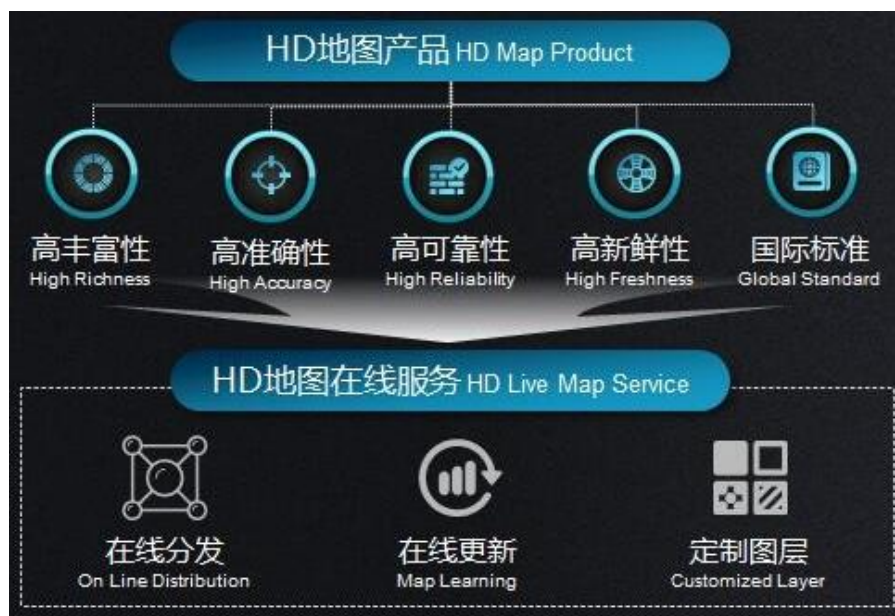 HD地图产品 HD Map Product
高丰富性
High Richness
高准确性
High Accuracy
高可靠性
High Reliability
高新鲜性
High Freshness
国际标准
Global Standard
HD地图在线服务 HD Live Map Service
在线分发
On Line Distribution
在线更新
Map Learning
定制图层
Customized Layer